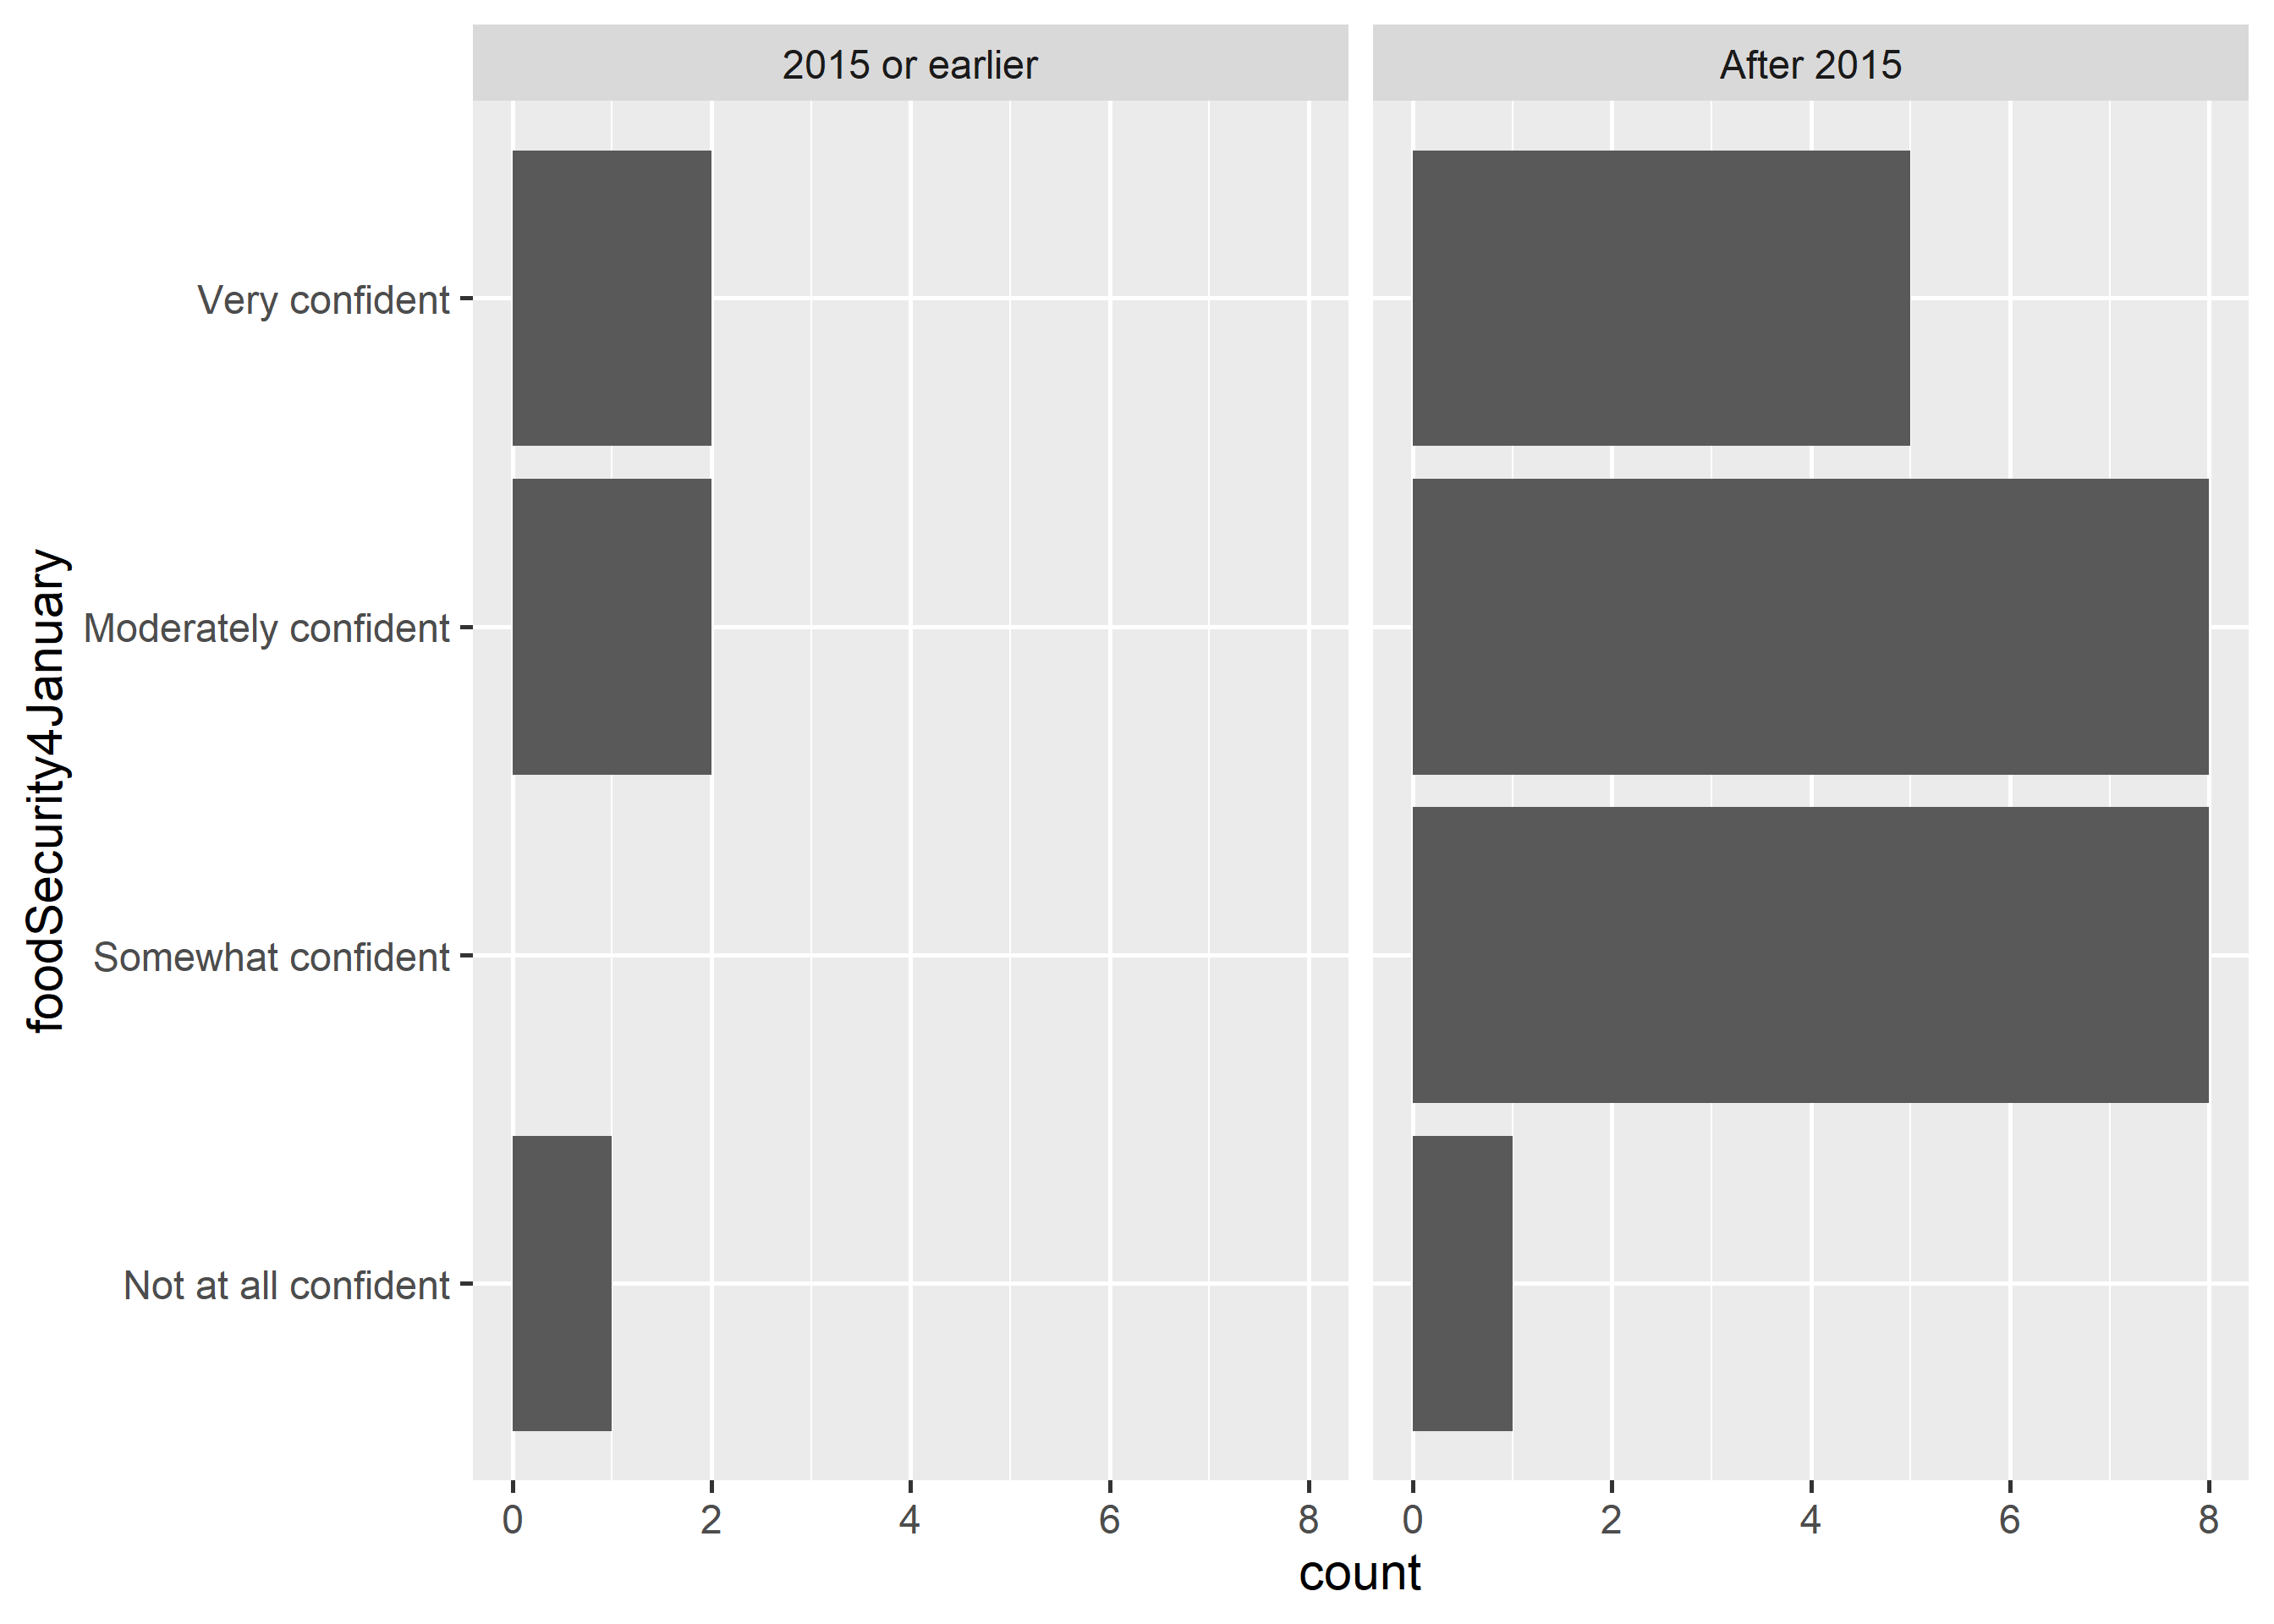 2015 or earlier
After 2015
foodSecurity4January
Very confident
Moderately confident
Somewhat confident
Not at all confident
0 2 4 6 8
0 2 4 6 8
count